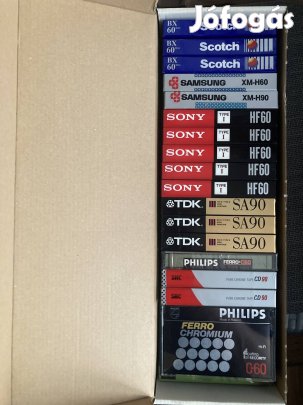 Jófogás
BX 60 Scotch
BX 60 Scotch
BX 60 Scotch
SAMSUNG XM-H60
SAMSUNG XM-H90
SONY TYPE I HF60
SONY TYPE I HF60
SONY TYPE I HF60
SONY TYPE I HF60
SONY TYPE I HF60
TDK SA90
TDK SA90
TDK SA90
PHILIPS FERRO-C60
CD 90
CD 90
PHILIPS
FERRO
CHROMIUM
C-60